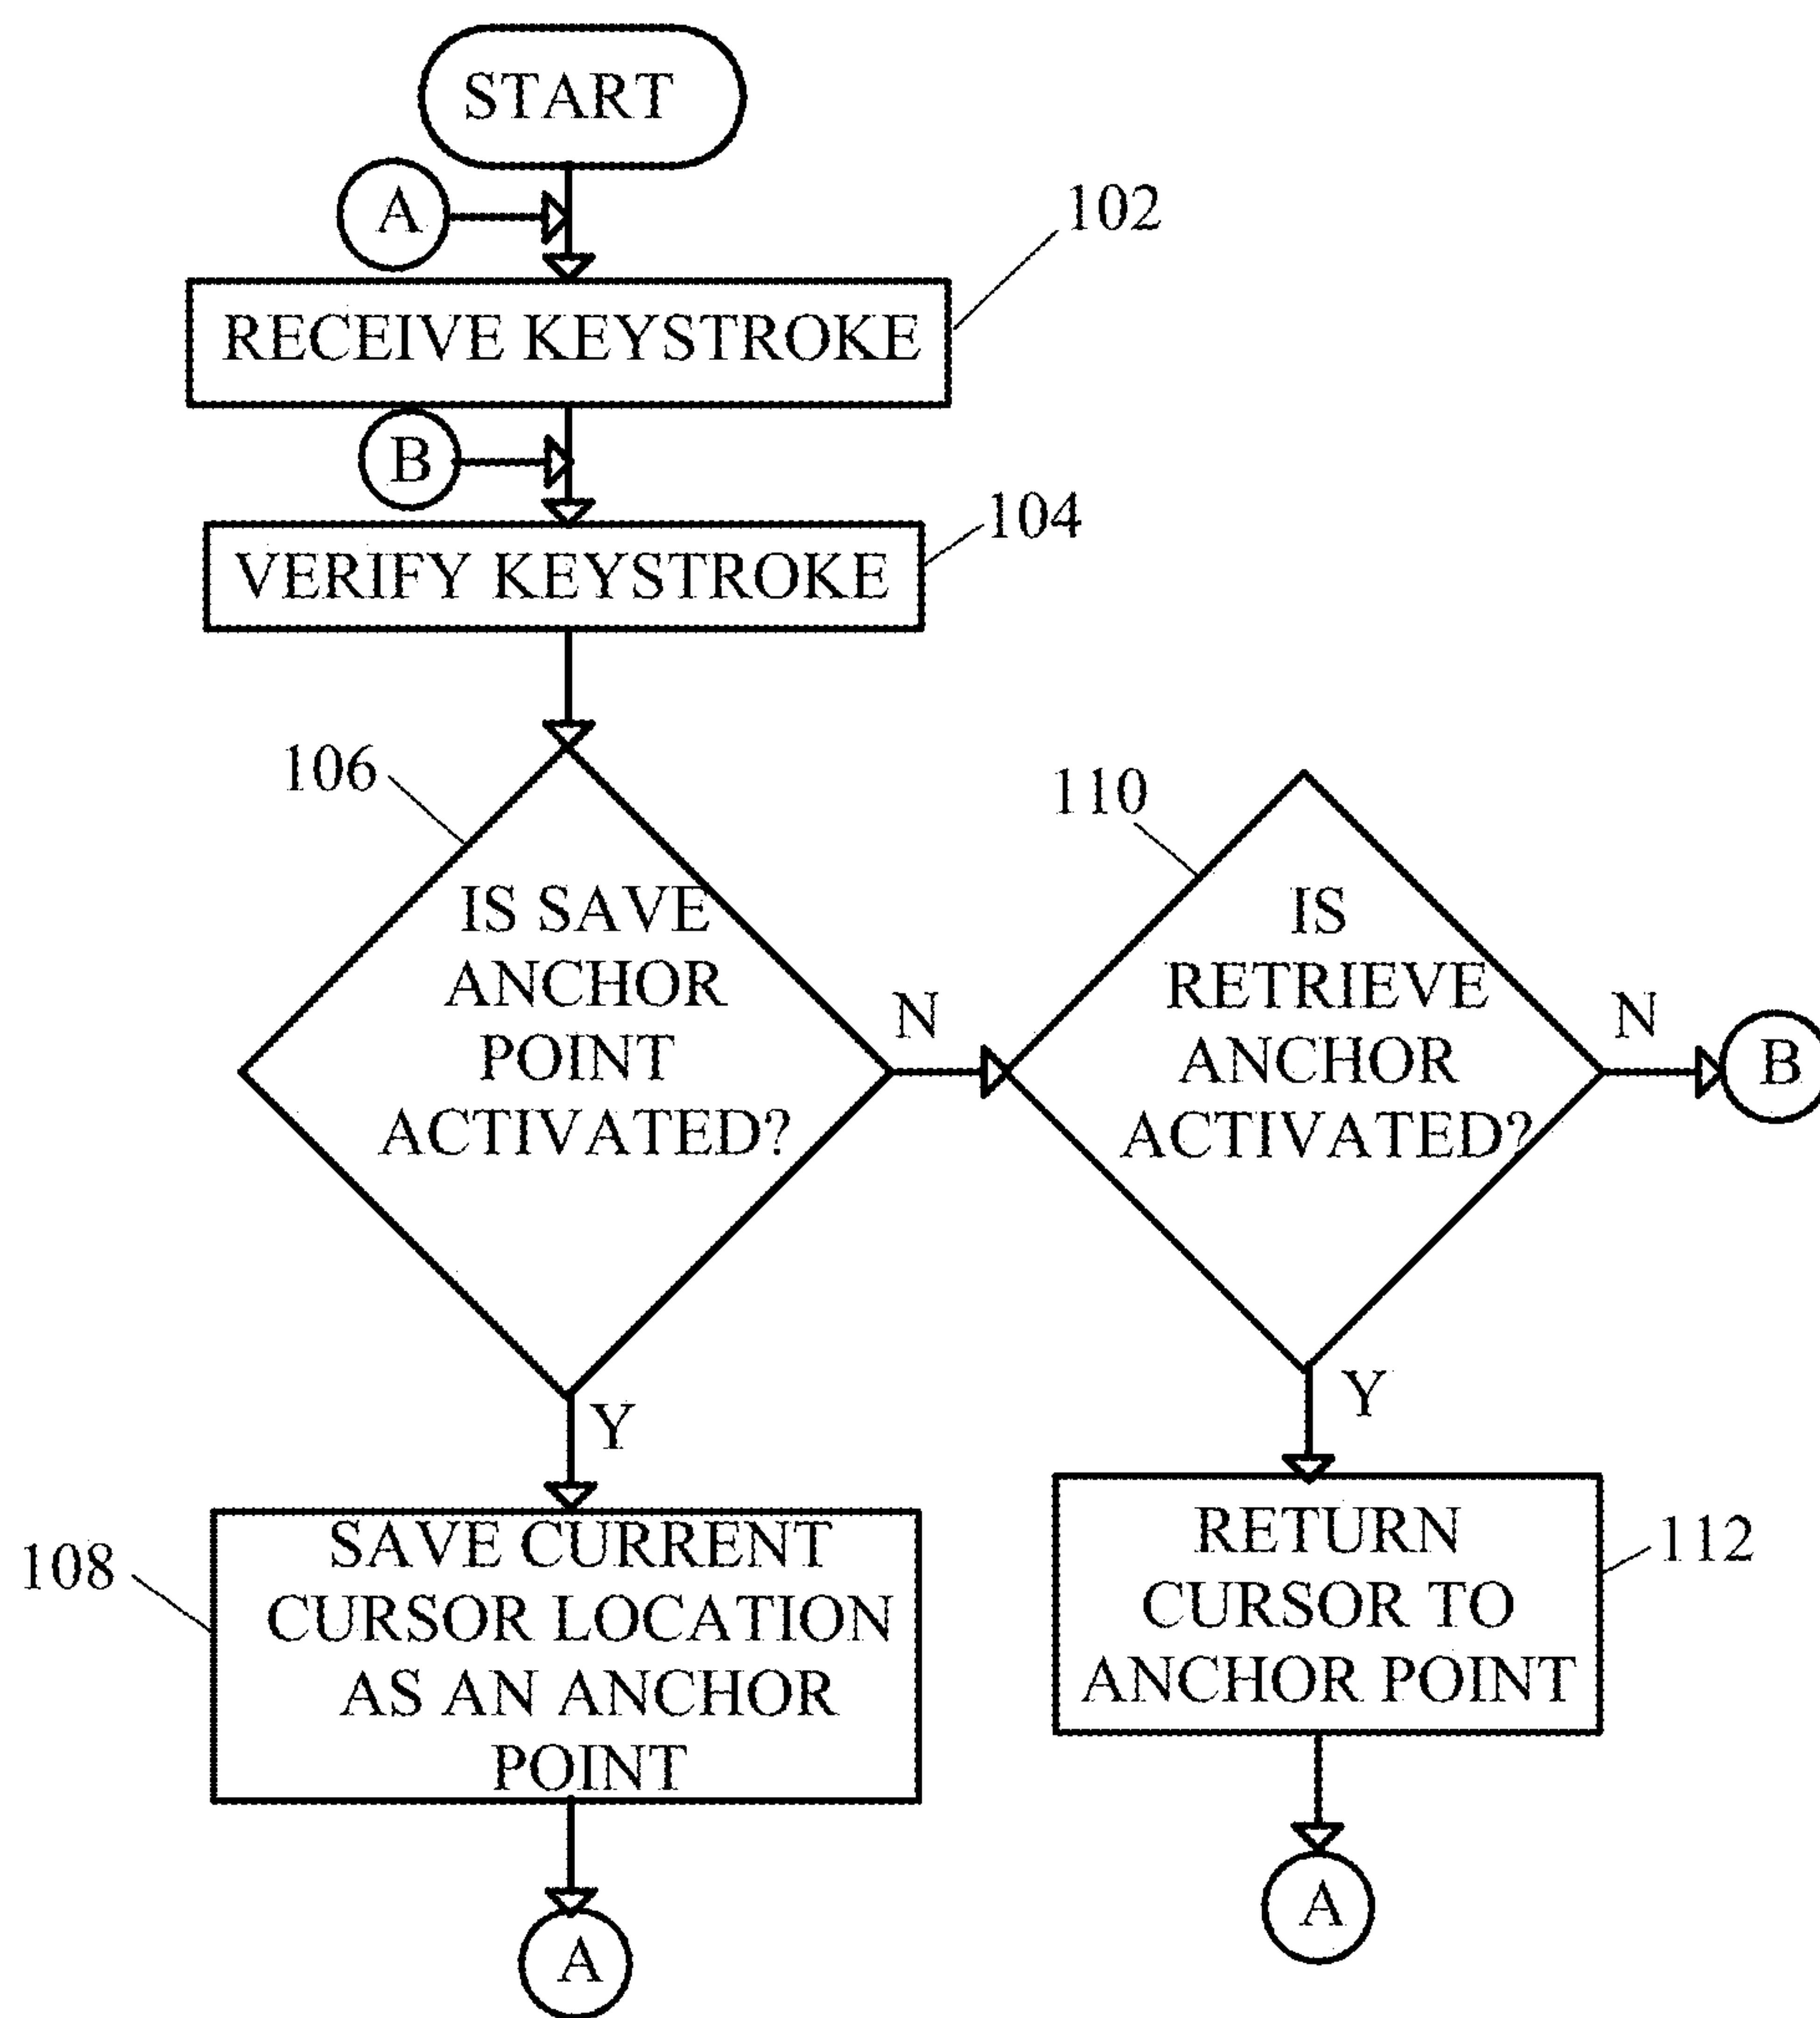 START
A
102
RECEIVE KEYSTROKE
B
104
VERIFY KEYSTROKE
106
IS SAVE
ANCHOR
POINT
ACTIVATED?
N
110
IS
RETRIEVE
ANCHOR
ACTIVATED?
N
B
Y
Y
108
SAVE CURRENT
CURSOR LOCATION
AS AN ANCHOR
POINT
112
RETURN
CURSOR TO
ANCHOR POINT
A
A